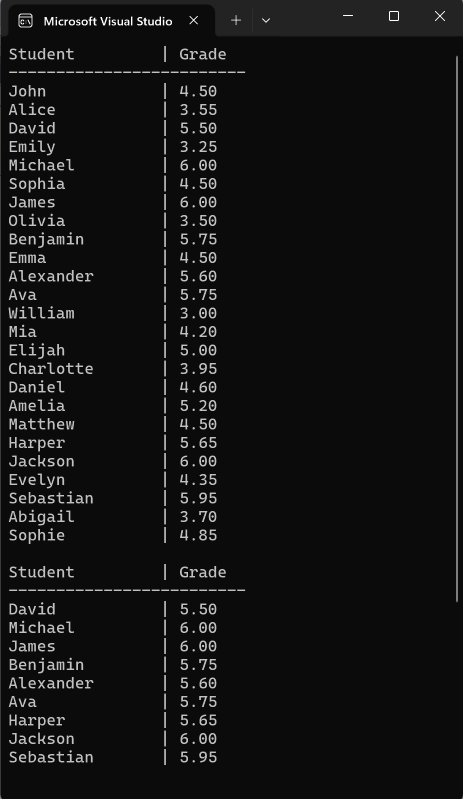 Microsoft Visual Studio
Student         | Grade
-------------------------
John            | 4.50
Alice           | 3.55
David           | 5.50
Emily           | 3.25
Michael         | 6.00
Sophia          | 4.50
James           | 6.00
Olivia          | 3.50
Benjamin        | 5.75
Emma            | 4.50
Alexander       | 5.60
Ava             | 5.75
William         | 3.00
Mia             | 4.20
Elijah          | 5.00
Charlotte       | 3.95
Daniel          | 4.60
Amelia          | 5.20
Matthew         | 4.50
Harper          | 5.65
Jackson         | 6.00
Evelyn          | 4.35
Sebastian       | 5.95
Abigail         | 3.70
Sophie          | 4.85
Student         | Grade
-------------------------
David           | 5.50
Michael         | 6.00
James           | 6.00
Benjamin        | 5.75
Alexander       | 5.60
Ava             | 5.75
Harper          | 5.65
Jackson         | 6.00
Sebastian       | 5.95